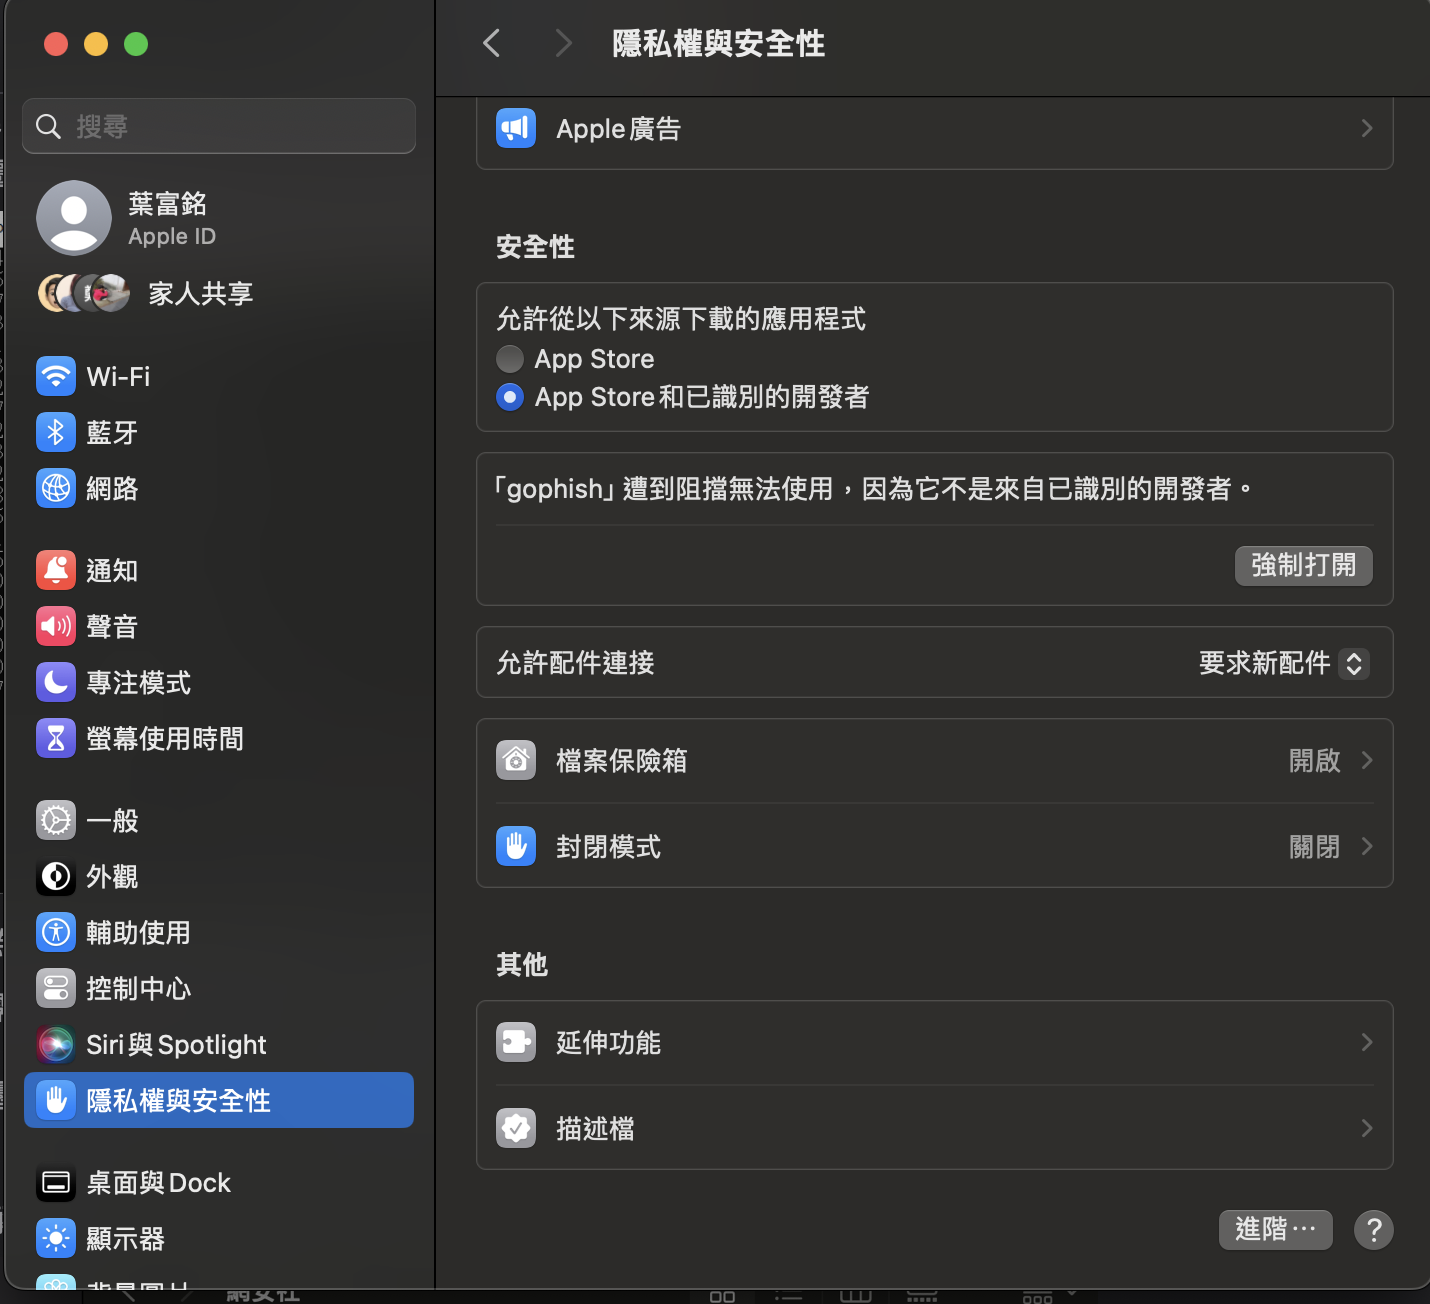 隱私權與安全性
搜尋
葉富銘
Apple ID
家人共享
Wi-Fi
藍牙
網路
通知
聲音
專注模式
螢幕使用時間
一般
外觀
輔助使用
控制中心
Siri與Spotlight
隱私權與安全性
桌面與Dock
顯示器
Apple廣告
安全性
允許從以下來源下載的應用程式
App Store
App Store和已識別的開發者
「gophish」遭到阻擋無法使用，因為它不是來自已識別的開發者。
強制打開
允許配件連接
要求新配件
檔案保險箱
開啟
封閉模式
關閉
其他
延伸功能
描述檔
進階⋯
?